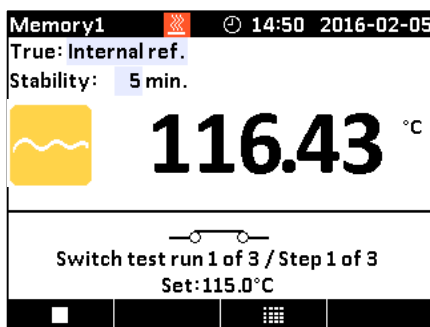 Memory1 14:50 2016-02-05
True: Internal ref.
Stability: 5 min.
116.43 °C
Switch test run 1 of 3 / Step 1 of 3
Set:115.0°C